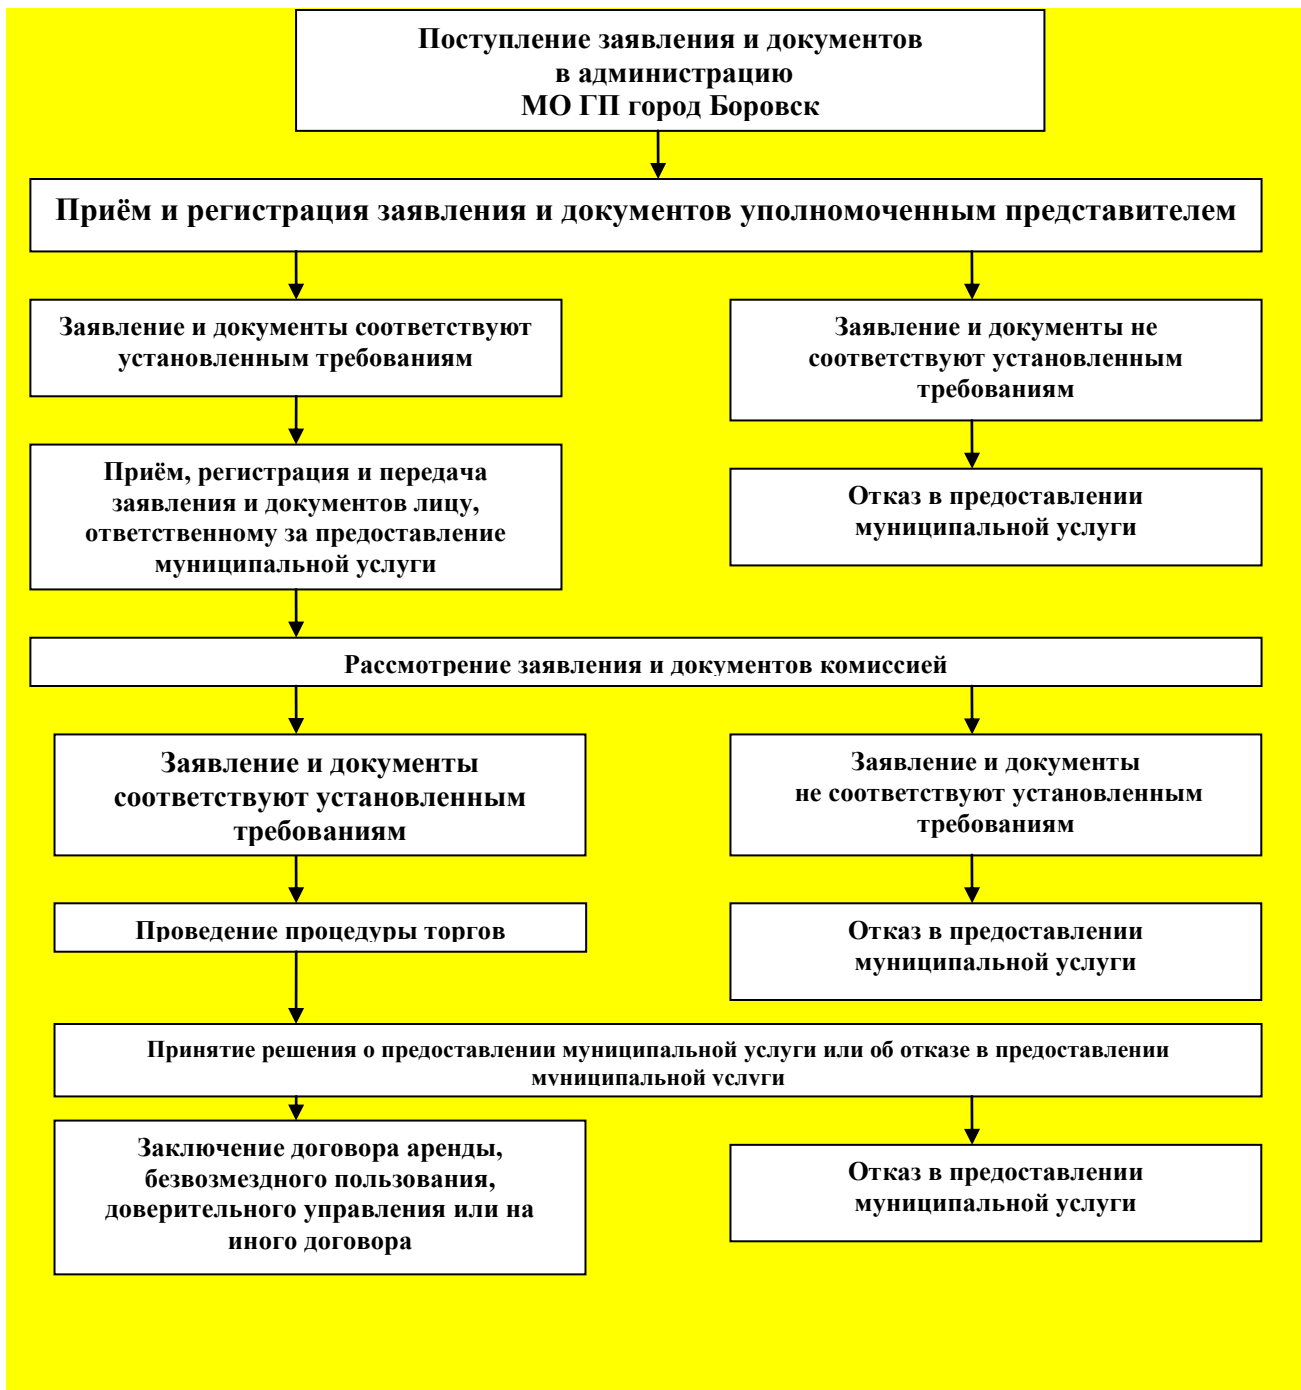 Поступление заявления и документов
в администрацию
МО ГП город Боровск
Приём и регистрация заявления и документов уполномоченным представителем
Заявление и документы соответствуют
установленным требованиям
Заявление и документы не
соответствуют установленным
требованиям
Приём, регистрация и передача
заявления и документов лицу,
ответственному за предоставление
муниципальной услуги
Отказ в предоставлении
муниципальной услуги
Рассмотрение заявления и документов комиссией
Заявление и документы
соответствуют установленным
требованиям
Заявление и документы
не соответствуют установленным
требованиям
Проведение процедуры торгов
Отказ в предоставлении
муниципальной услуги
Принятие решения о предоставлении муниципальной услуги или об отказе в предоставлении
муниципальной услуги
Заключение договора аренды,
безвозмездного пользования,
доверительного управления или на
иного договора
Отказ в предоставлении
муниципальной услуги